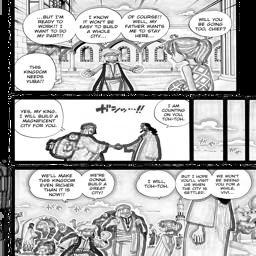 WILL YOU
BE GOING
TOO, CHIEF?
OF COURSE!!
WELL, MY
FATHER WANTS
ME TO STAY
HERE...
I KNOW
IT WON'T BE
EASY TO BUILD
A WHOLE
CITY...
...BUT I'M
READY TO
WORK!! I
WANT TO DO
MY PART!!
THIS
KINGDOM
NEEDS
YUBA!!
I AM
COUNTING
ON YOU
TOH-TOH.
YES, MY KING.
I WILL BUILD A
MAGNIFICENT
CITY FOR YOU.
WE WON'T
BE SEEING
YOU FOR A
WHILE,
VIVI...
BUT I HOPE
YOU'LL VISIT
US WHEN
THE CITY IS
SETTLED!
I WILL,
TOH-TOH.
WE'RE
GONNA
BUILD A
GREAT
CITY!
WE'LL MAKE
THIS KINGDOM
EVEN RICHER
THAN IT IS
NOW!!